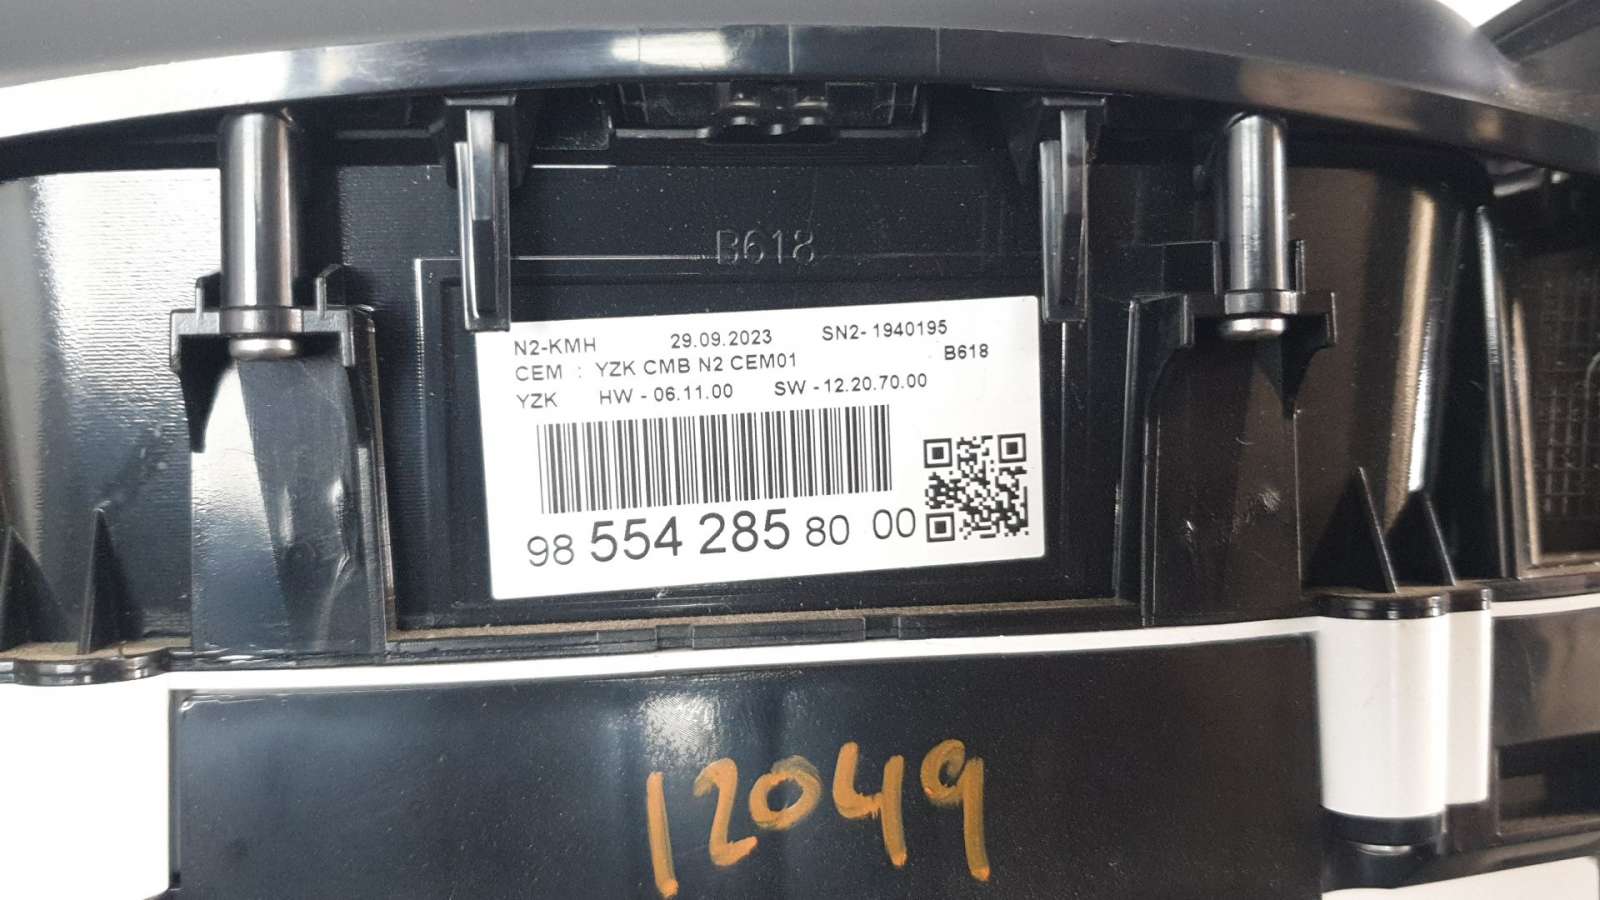 B618
N2-KMH 29.09.2023 SN2- 1940195
CEM : YZK CMB N2 CEM01 B618
YZK HW - 06.11.00 SW - 12.20.70.00
98 554 285 80 00
12049